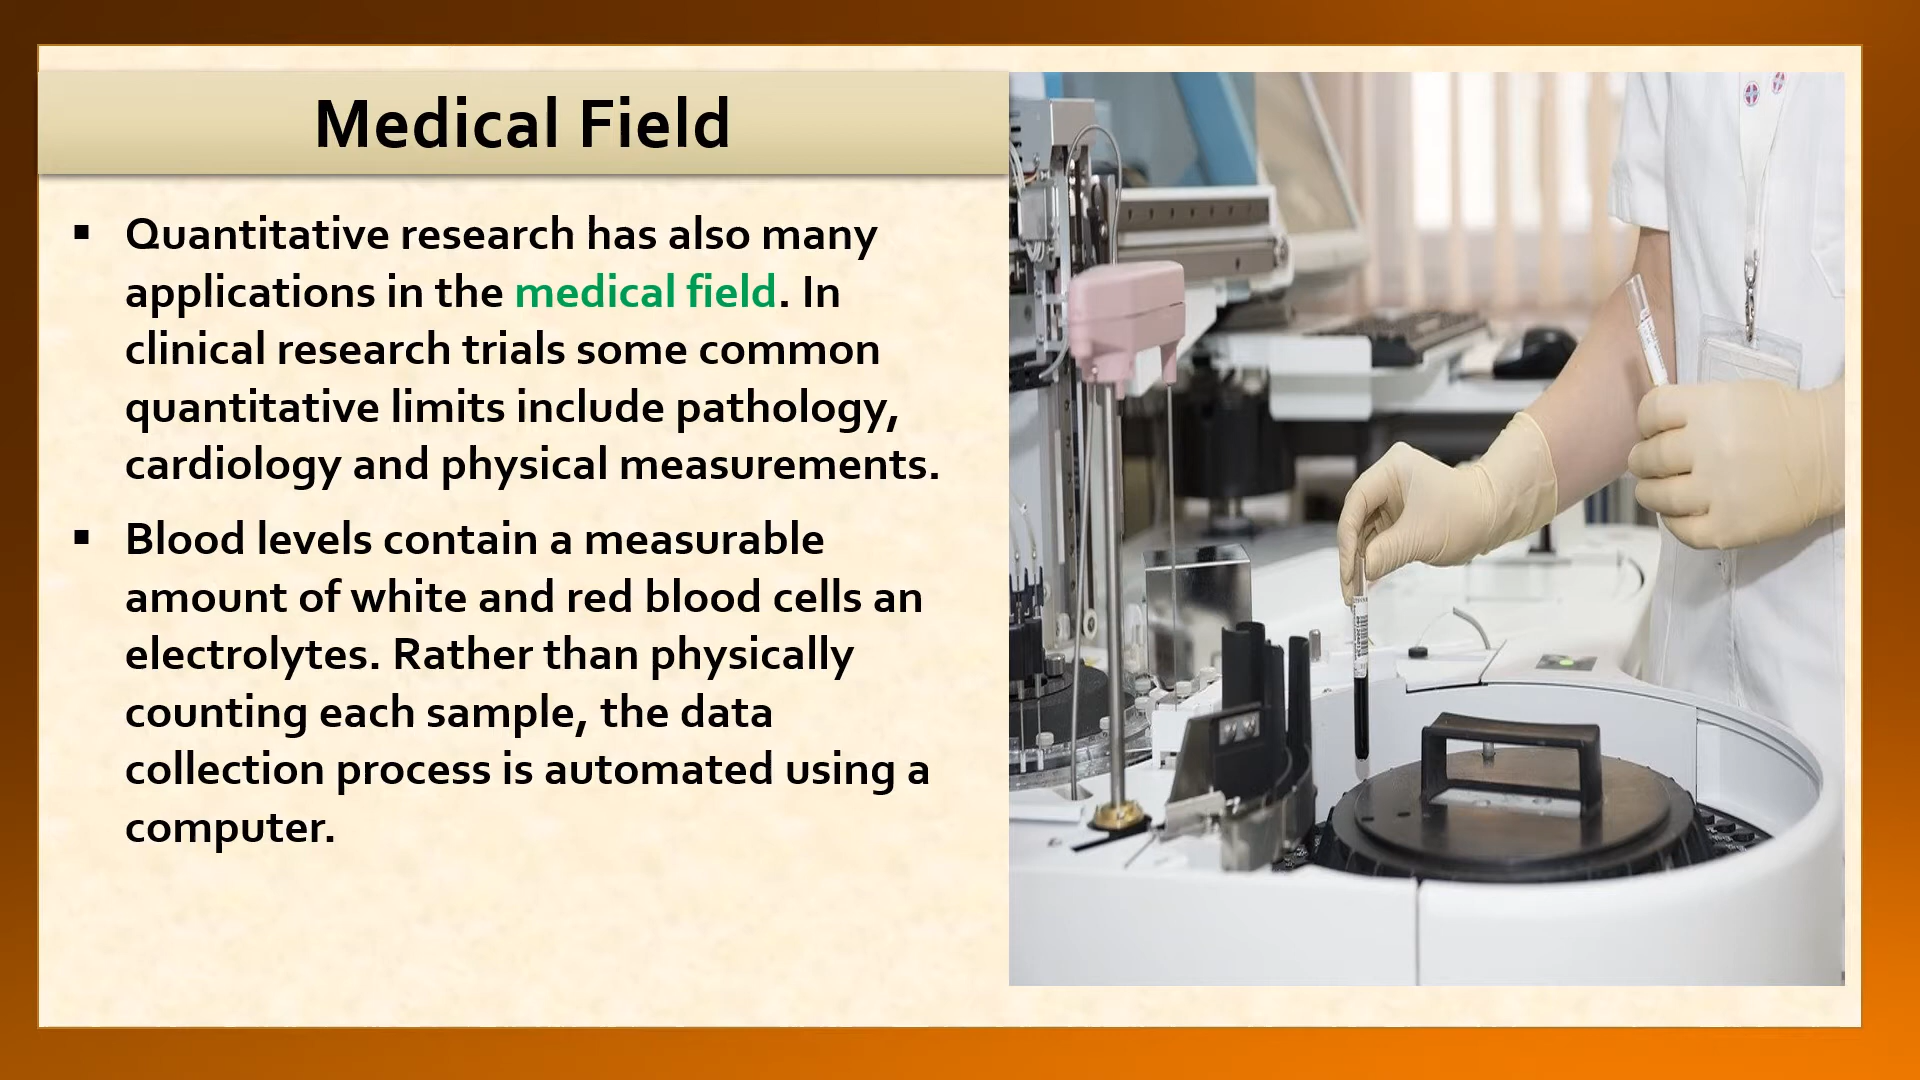 Medical Field
▪ Quantitative research has also many
applications in the medical field. In
clinical research trials some common
quantitative limits include pathology,
cardiology and physical measurements.
▪ Blood levels contain a measurable
amount of white and red blood cells an
electrolytes. Rather than physically
counting each sample, the data
collection process is automated using a
computer.